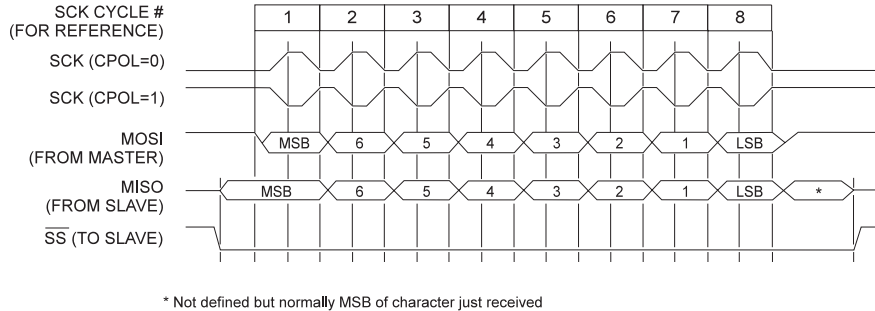 SCK CYCLE #
(FOR REFERENCE)
1 2 3 4 5 6 7 8
SCK (CPOL=0)
SCK (CPOL=1)
MOSI
(FROM MASTER)
MSB 6 5 4 3 2 1 LSB
MISO
(FROM SLAVE)
MSB 6 5 4 3 2 1 LSB *
SS (TO SLAVE)
* Not defined but normally MSB of character just received